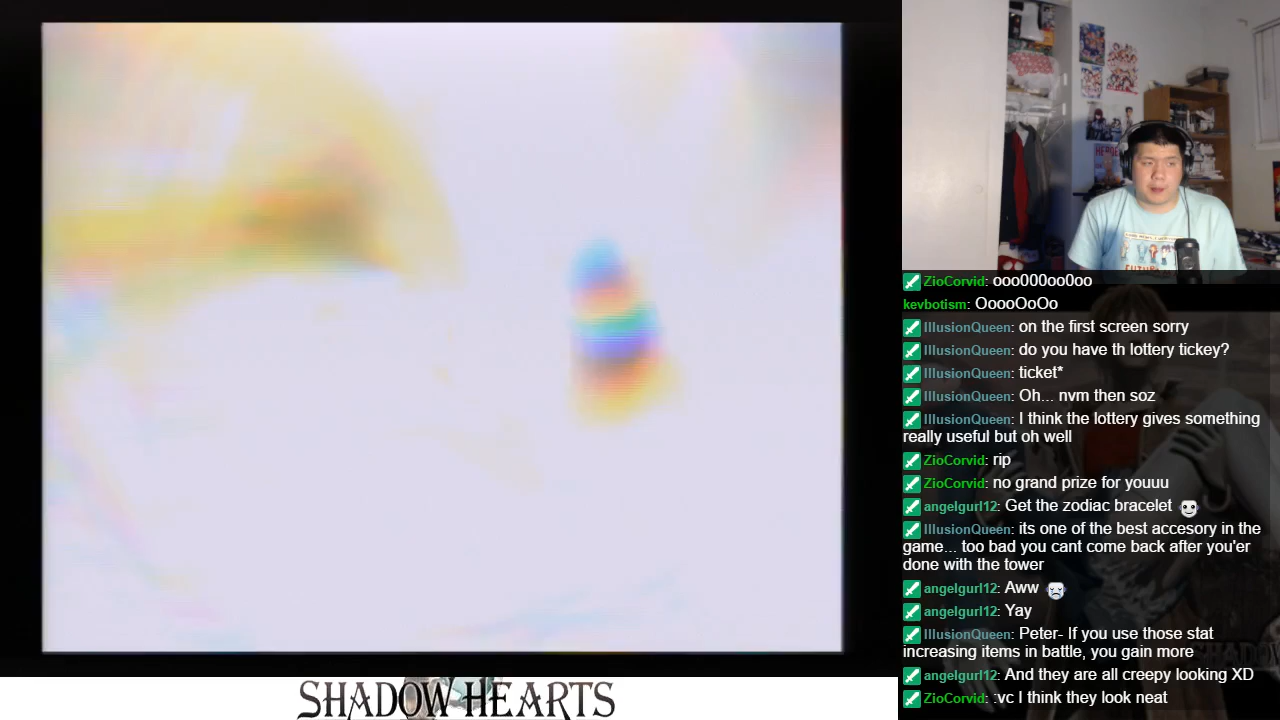 ZioCorvid: ooo000oo0oo
kevbotism: OoooOoOo
IllusionQueen: on the first screen sorry
IllusionQueen: do you have th lottery tickey?
IllusionQueen: ticket*
IllusionQueen: Oh... nvm then soz
IllusionQueen: I think the lottery gives something
really useful but oh well
ZioCorvid: rip
ZioCorvid: no grand prize for youuu
angelgurl12: Get the zodiac bracelet
IllusionQueen: its one of the best accesory in the
game... too bad you cant come back after you'er
done with the tower
angelgurl12: Aww
angelgurl12: Yay
IllusionQueen: Peter- If you use those stat
increasing items in battle, you gain more
angelgurl12: And they are all creepy looking XD
ZioCorvid: :vc I think they look neat
SHADOW HEARTS